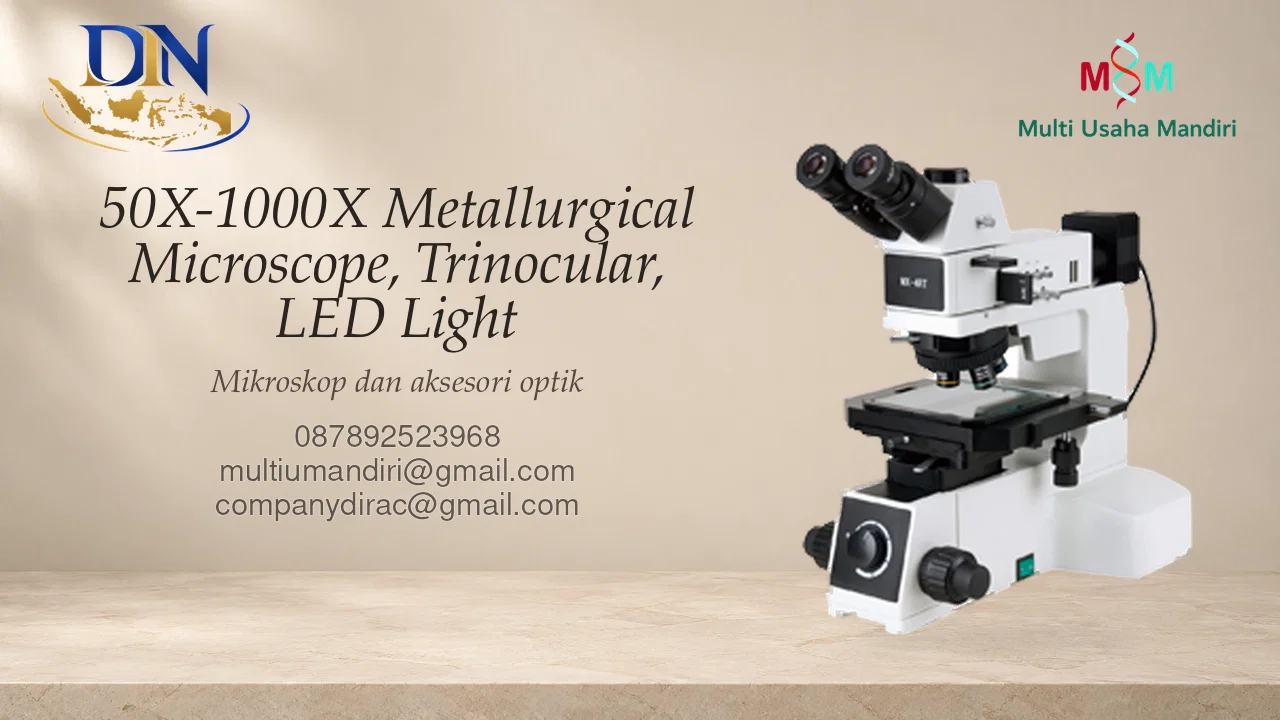 DN
M M
Multi Usaha Mandiri
50X-1000X Metallurgical
Microscope, Trinocular,
LED Light
Mikroskop dan aksesori optik
087892523968
multiumandiri@gmail.com
companydirac@gmail.com